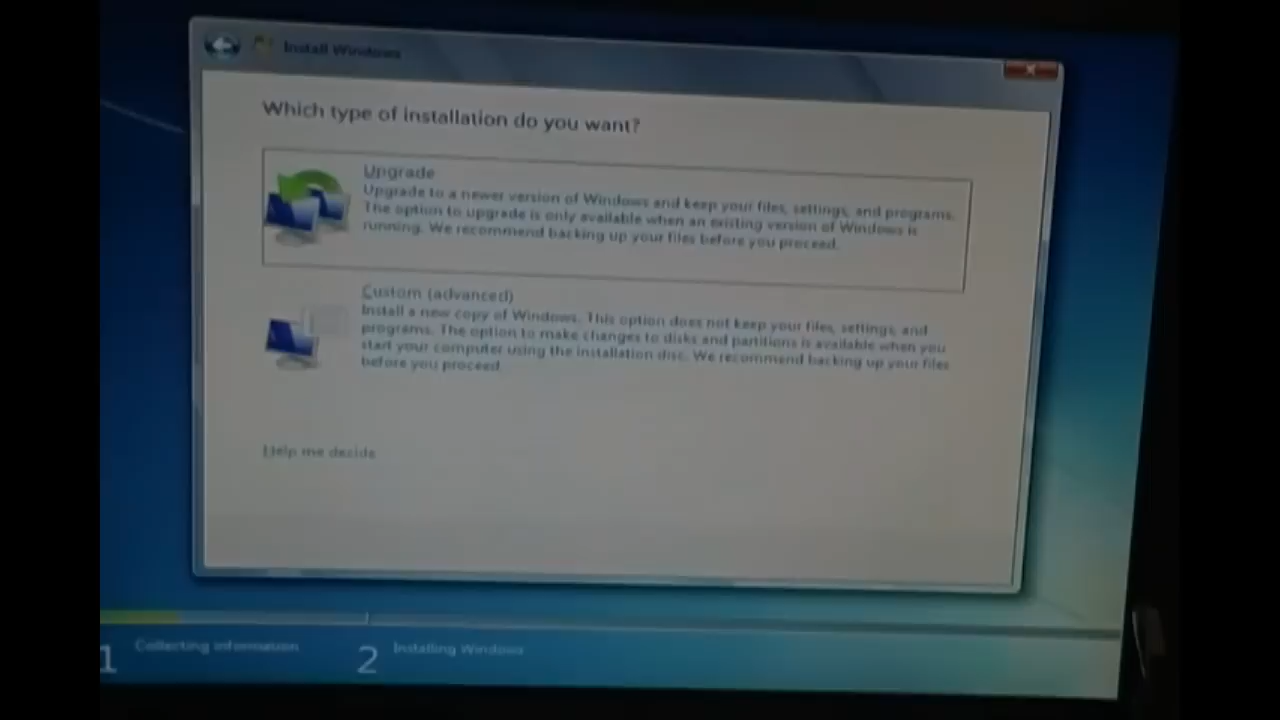 Install Windows
Which type of installation do you want?
Upgrade
Upgrade to a newer version of Windows and keep your files, settings, and programs.
The option to upgrade is only available when an existing version of Windows is
running. We recommend backing up your files before you proceed.
Custom (advanced)
Install a new copy of Windows. This option does not keep your files, settings, and
programs. The option to make changes to disks and partitions is available when you
start your computer using the installation disc. We recommend backing up your files
before you proceed.
Help me decide
1 Collecting information
2 Installing Windows